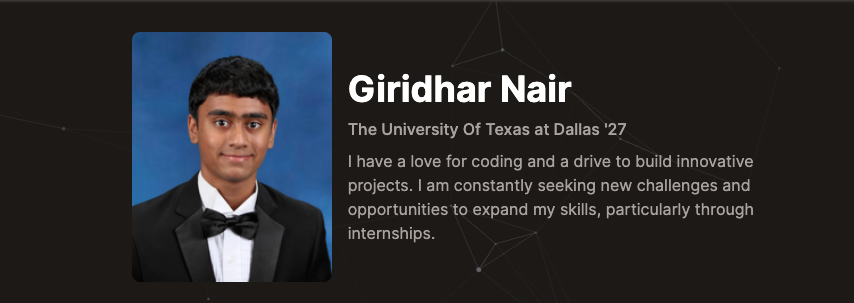 Giridhar Nair
The University Of Texas at Dallas '27
I have a love for coding and a drive to build innovative
projects. I am constantly seeking new challenges and
opportunities to expand my skills, particularly through
internships.